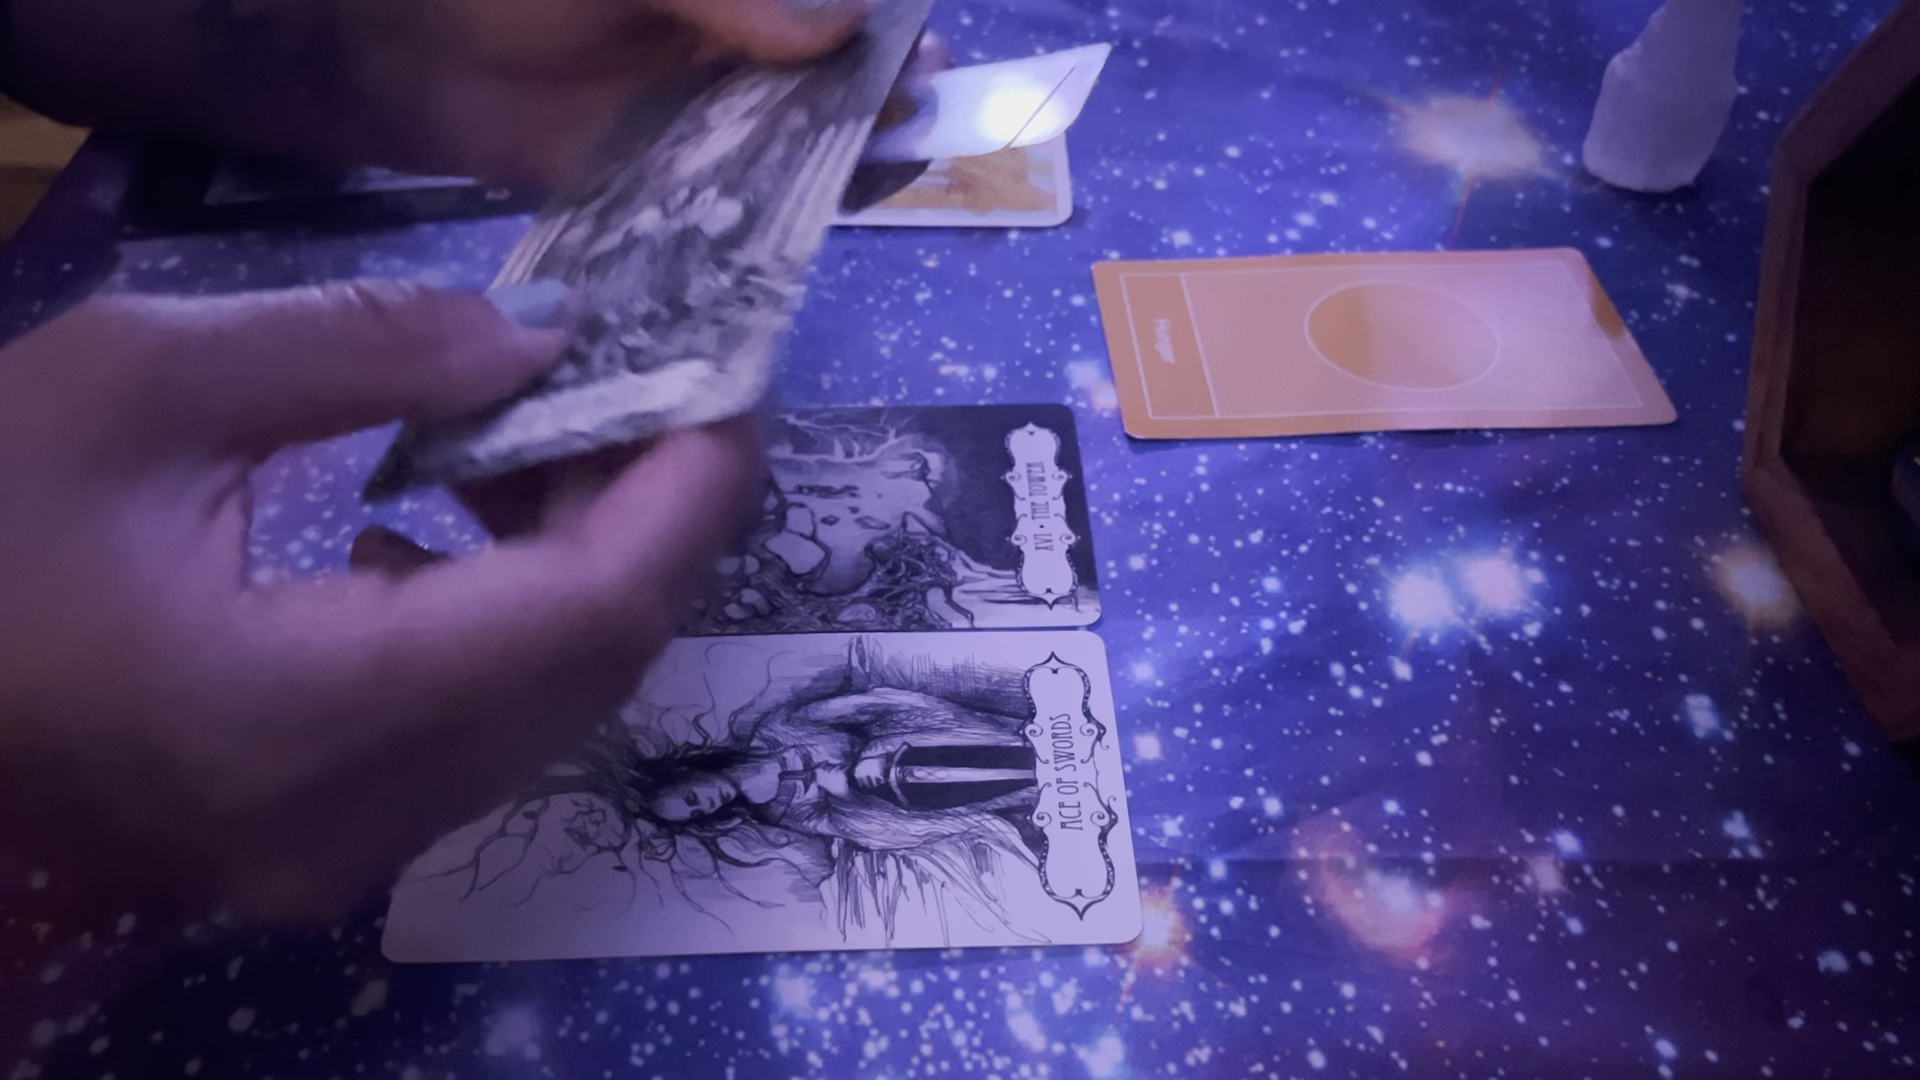 XVI • THE TOWER
ACE OF SWORDS